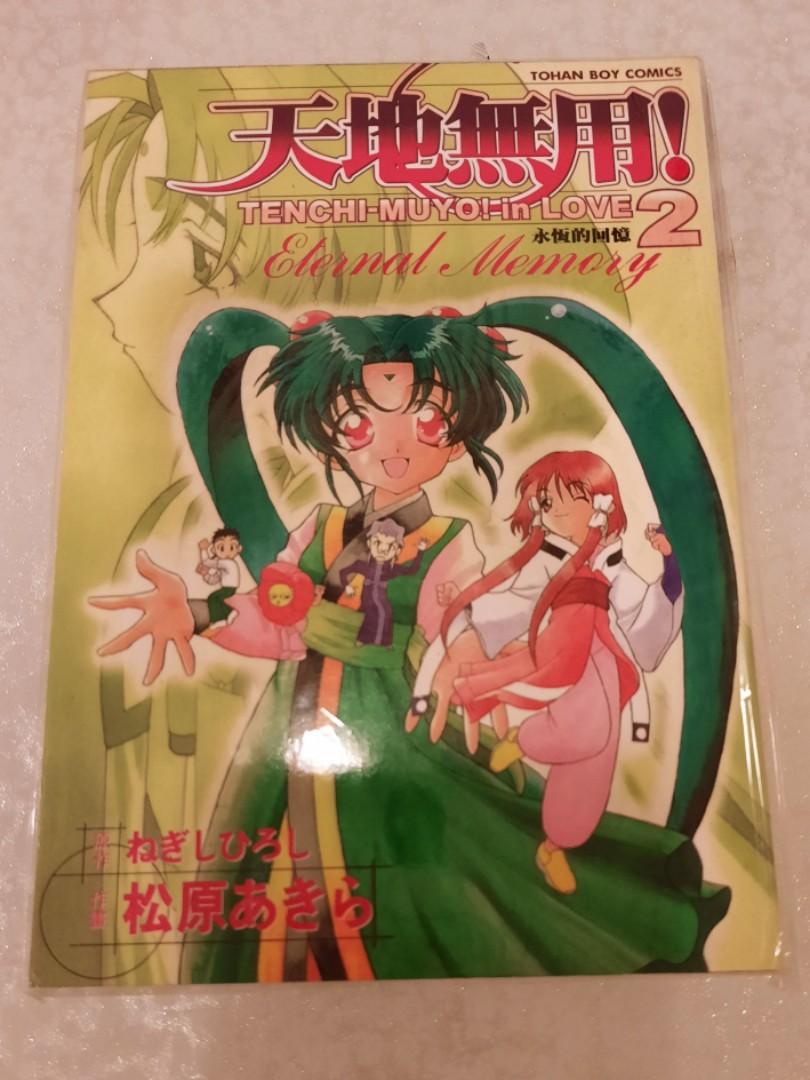 TOHAN BOY COMICS
天地無用!
TENCHI-MUYO! in LOVE 2
永恆的回憶
Eternal Memory
原作 ねぎしひろし
作畫 松原あきら